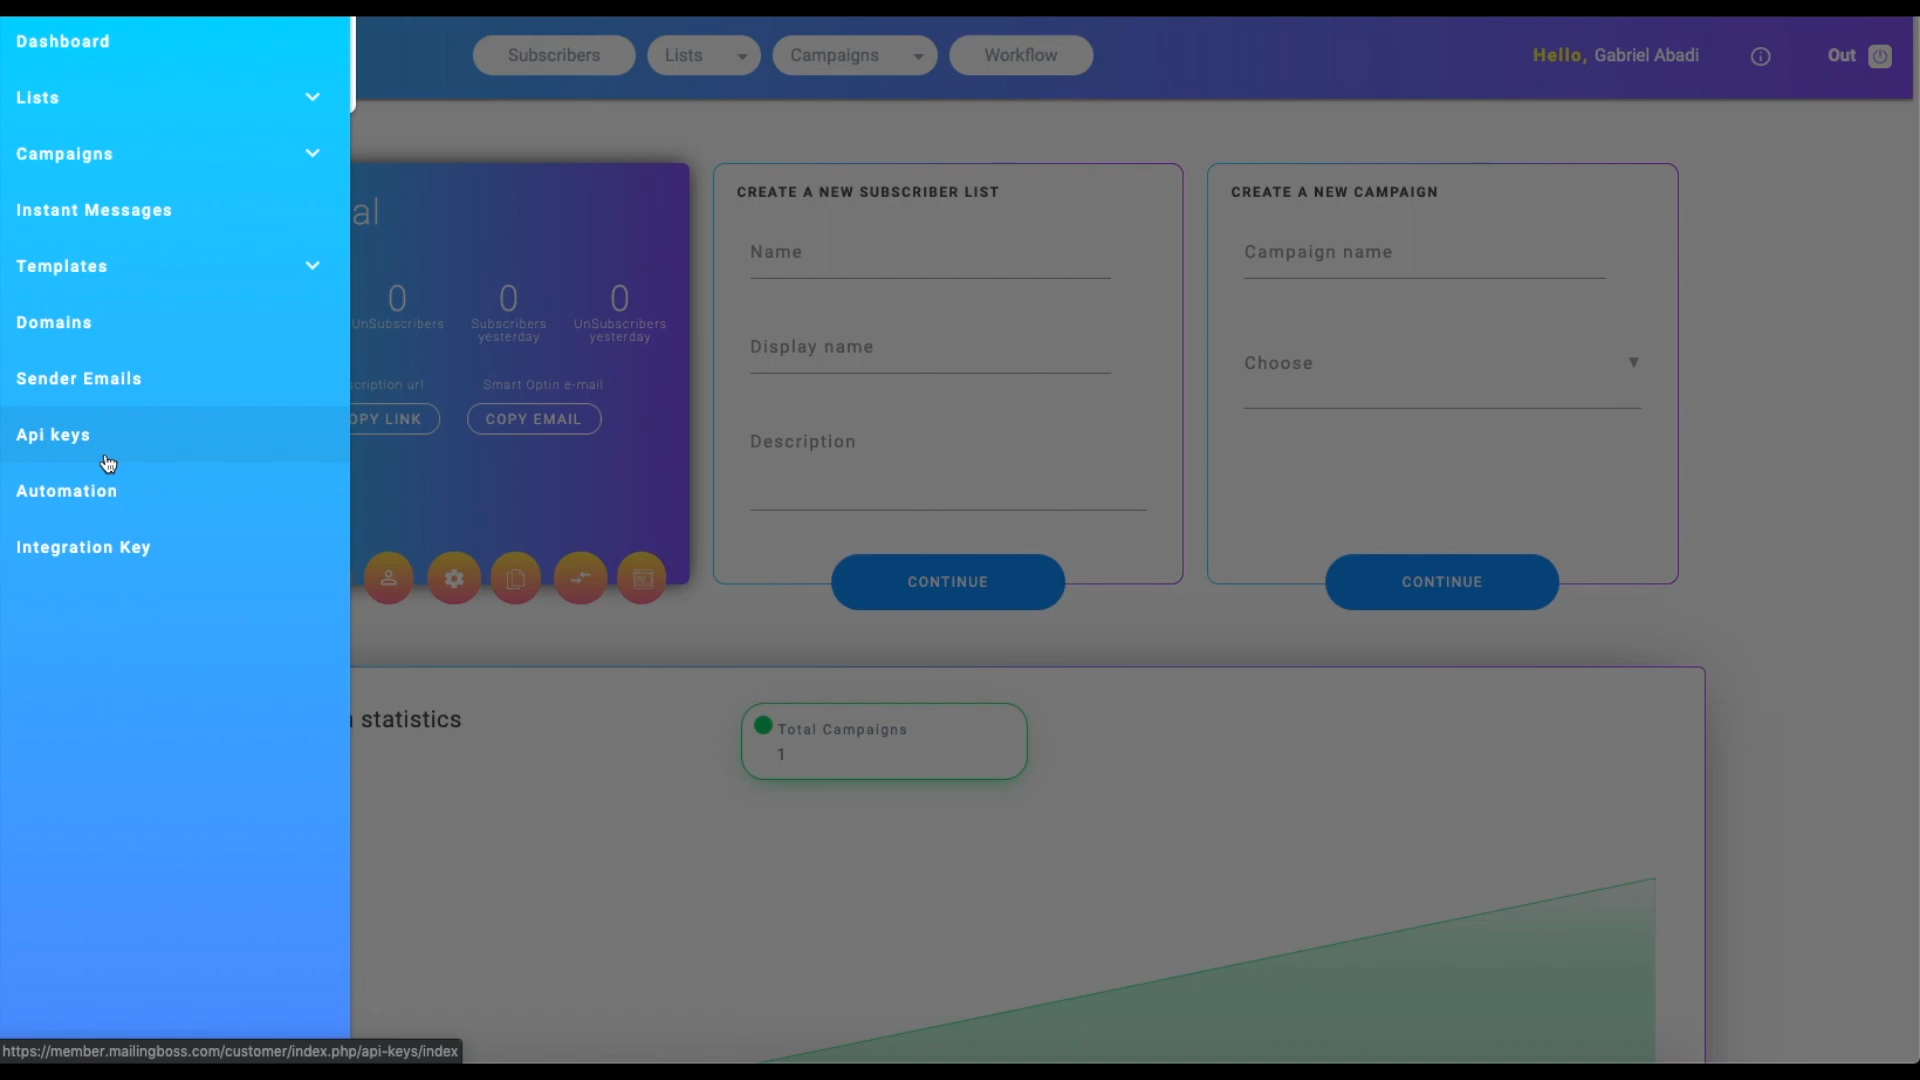 Dashboard
Lists
Campaigns
Instant Messages
Templates
Domains
Sender Emails
Api keys
Automation
Integration Key
Subscribers
Lists
Campaigns
Workflow
Hello, Gabriel Abadi
Out
al
0
UnSubscribers
0
Subscribers
yesterday
0
UnSubscribers
yesterday
scription url
OPY LINK
Smart Optin e-mail
COPY EMAIL
CREATE A NEW SUBSCRIBER LIST
Name
Display name
Description
CONTINUE
CREATE A NEW CAMPAIGN
Campaign name
Choose
CONTINUE
statistics
Total Campaigns
1
https://member.mailingboss.com/customer/index.php/api-keys/index